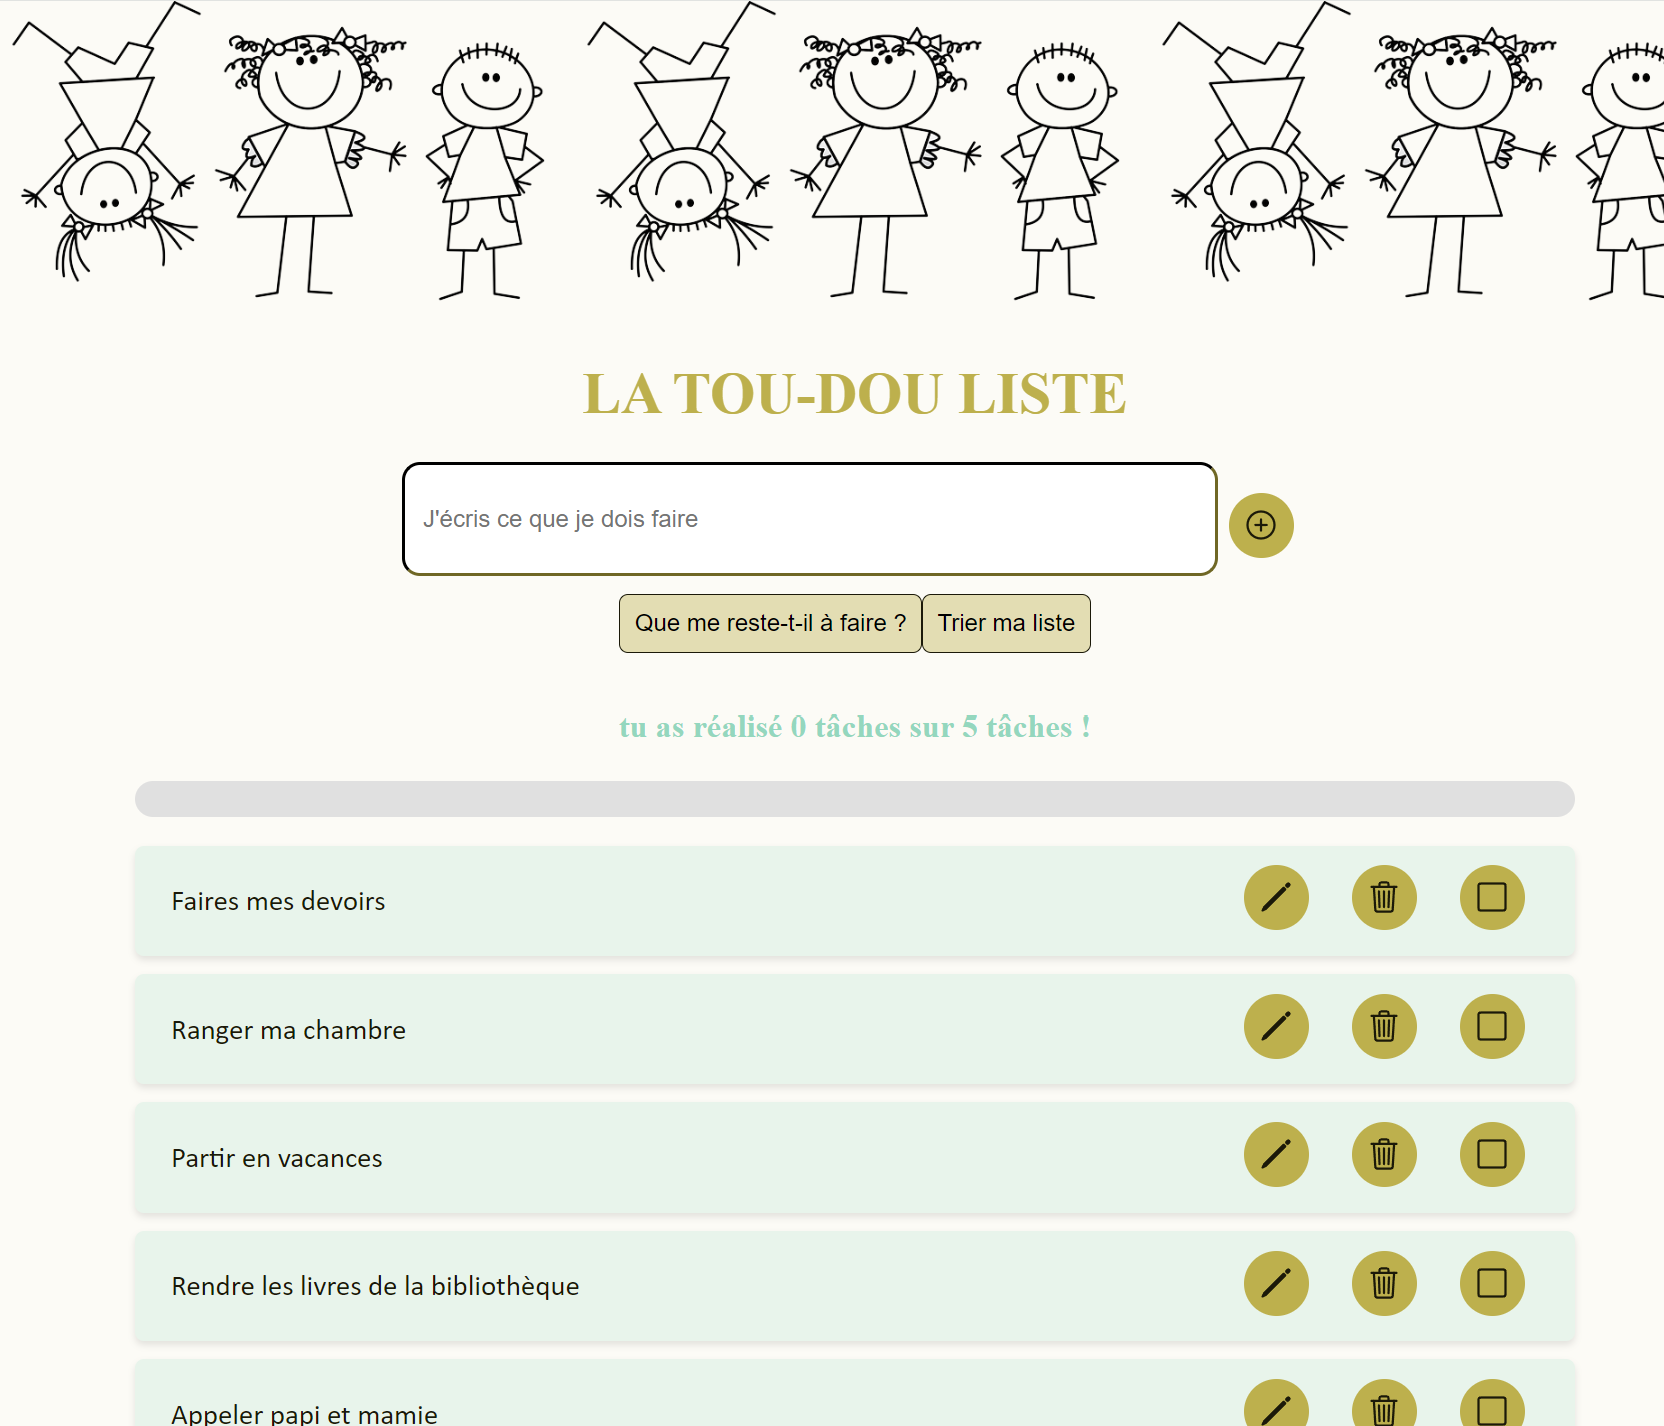 LA TOU-DOU LISTE
J'écris ce que je dois faire
Que me reste-t-il à faire ?
Trier ma liste
tu as réalisé 0 tâches sur 5 tâches !
Faires mes devoirs
Ranger ma chambre
Partir en vacances
Rendre les livres de la bibliothèque
Appeler papi et mamie